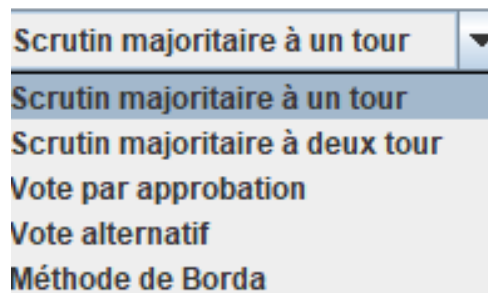 Scrutin majoritaire à un tour
Scrutin majoritaire à un tour
Scrutin majoritaire à deux tour
Vote par approbation
Vote alternatif
Méthode de Borda